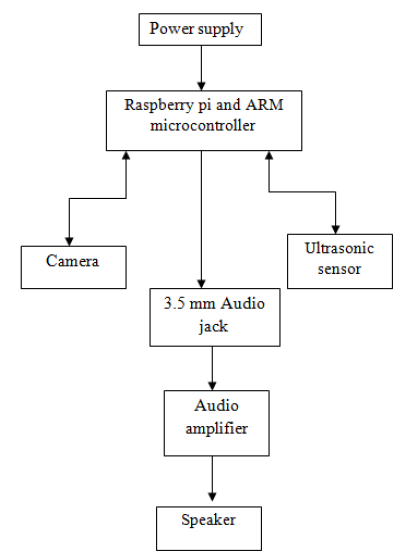 Power supply
Raspberry pi and ARM
microcontroller
Camera
Ultrasonic
sensor
3.5 mm Audio
jack
Audio
amplifier
Speaker